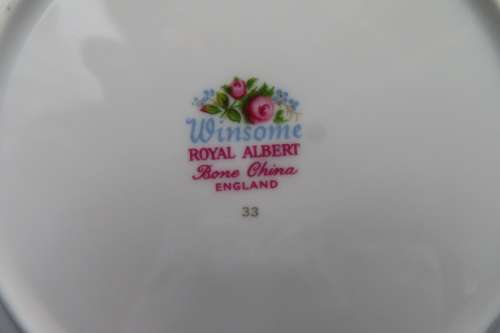 Winsome
ROYAL ALBERT
Bone China
ENGLAND
33